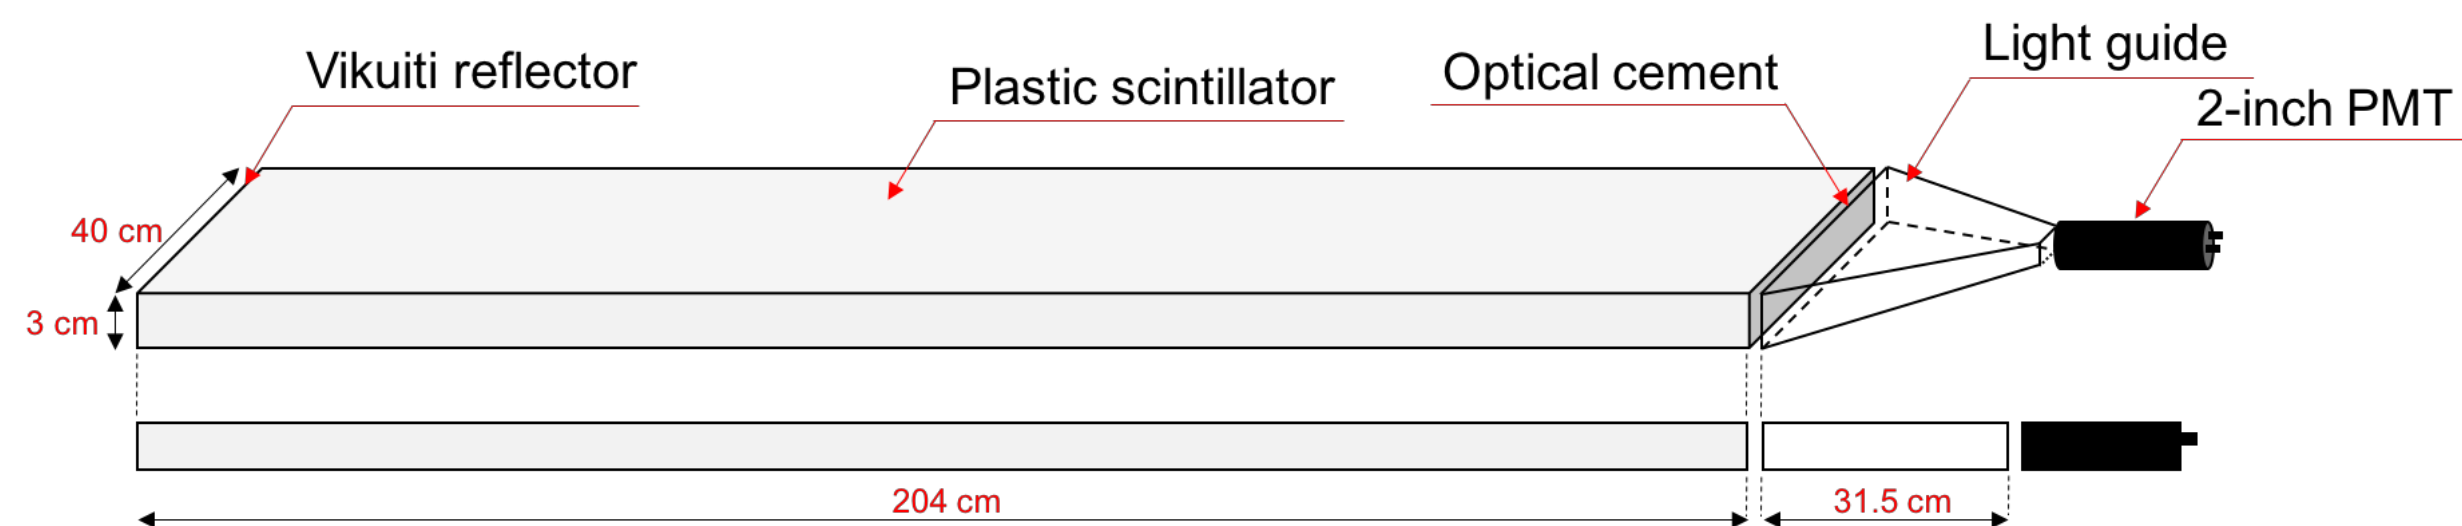 Vikuiti reflector
Plastic scintillator
Optical cement
Light guide
2-inch PMT
40 cm
3 cm
204 cm
31.5 cm